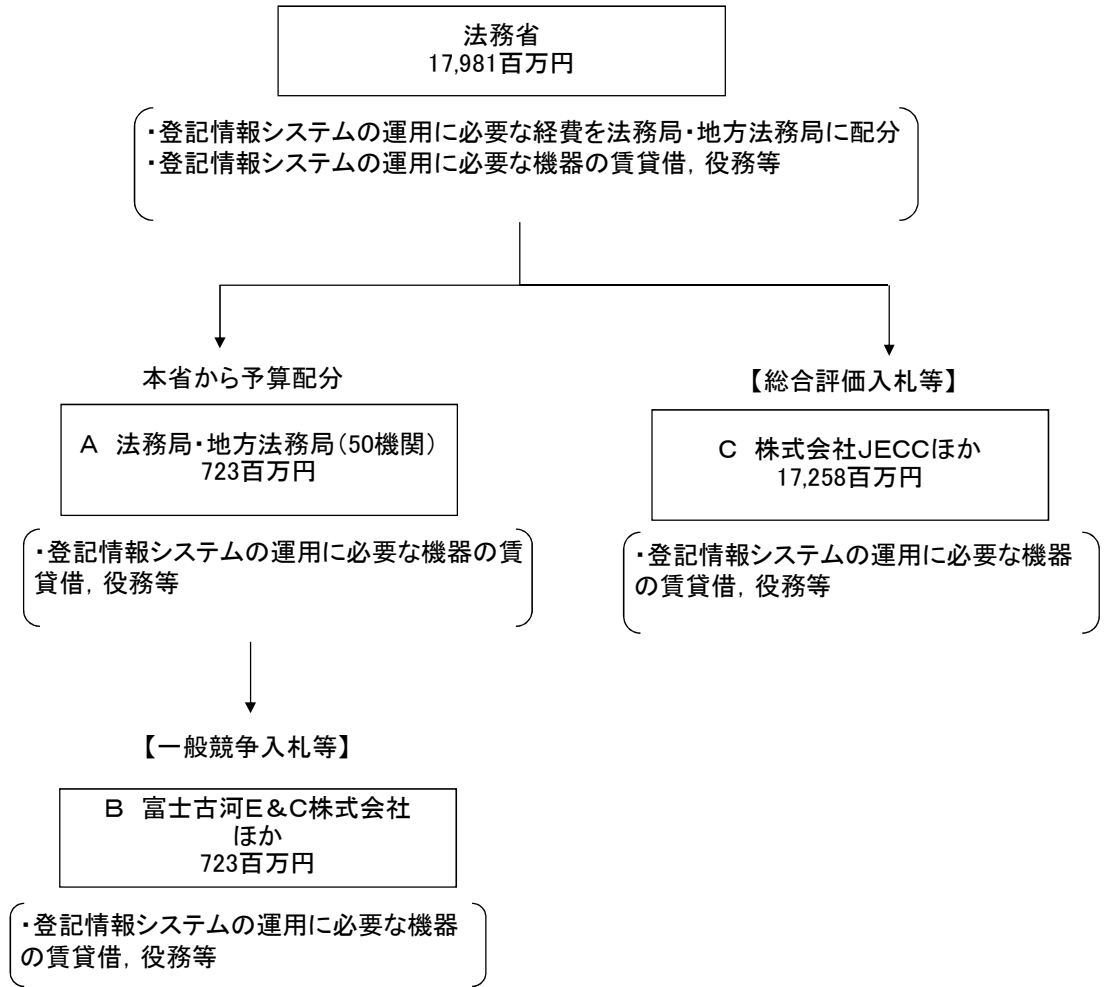 法務省
17,981百万円
・登記情報システムの運用に必要な経費を法務局・地方法務局に配分
・登記情報システムの運用に必要な機器の賃貸借，役務等
本省から予算配分
A 法務局・地方法務局（50機関）
723百万円
・登記情報システムの運用に必要な機器の賃
貸借，役務等
【一般競争入札等】
B 富士古河E＆C株式会社
ほか
723百万円
・登記情報システムの運用に必要な機器
の賃貸借，役務等
【総合評価入札等】
C 株式会社JECCほか
17,258百万円
・登記情報システムの運用に必要な機器
の賃貸借，役務等